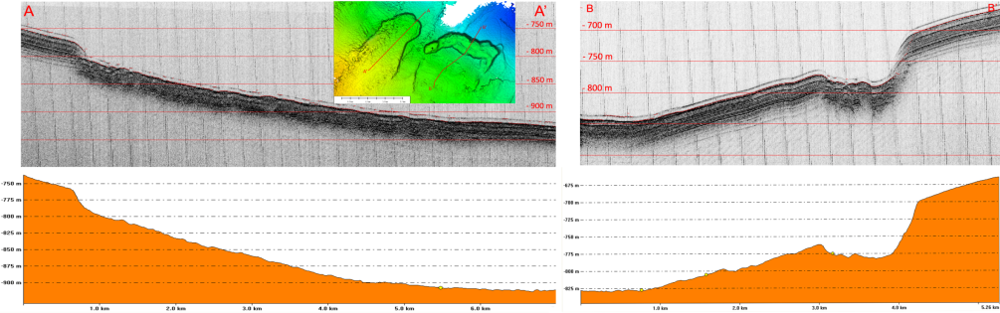 A
A'
- 750 m
- 800 m
- 850 m
- 900 m
B
B'
- 700 m
- 750 m
- 800 m
-750 m
-775 m
-800 m
-825 m
-850 m
-875 m
-900 m
1.0 km
2.0 km
3.0 km
4.0 km
5.0 km
6.0 km
-675 m
-700 m
-725 m
-750 m
-775 m
-800 m
-825 m
1.0 km
2.0 km
3.0 km
4.0 km
5.25 km